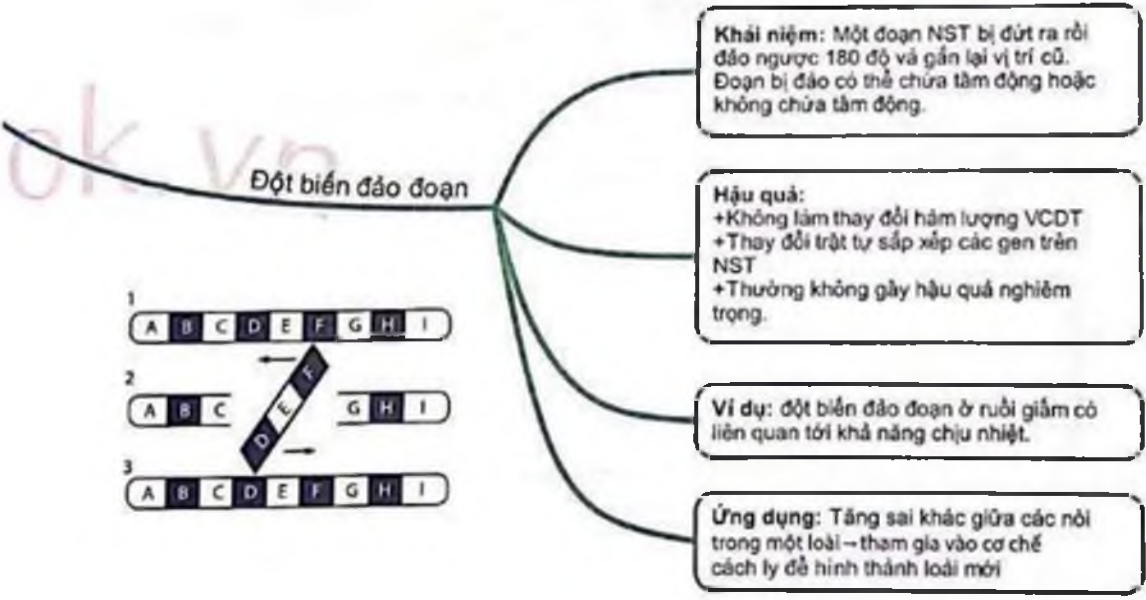 ok vn
Đột biến đảo đoạn
Khái niệm: Một đoạn NST bị đứt ra rồi
đảo ngược 180 độ và gắn lại vị trí cũ.
Đoạn bị đảo có thể chứa tâm động hoặc
không chứa tâm động.
Hậu quả:
+Không làm thay đổi hàm lượng VCDT
+Thay đổi trật tự sắp xếp các gen trên
NST
+Thường không gây hậu quả nghiêm
trọng.
Ví dụ: đột biến đảo đoạn ở ruồi giấm có
liên quan tới khả năng chịu nhiệt.
Ứng dụng: Tăng sai khác giữa các nòi
trong một loài→tham gia vào cơ chế
cách ly để hình thành loài mới
1
A B C D E F G H I
2
A B C D E F G H I
3
A B C D E F G H I